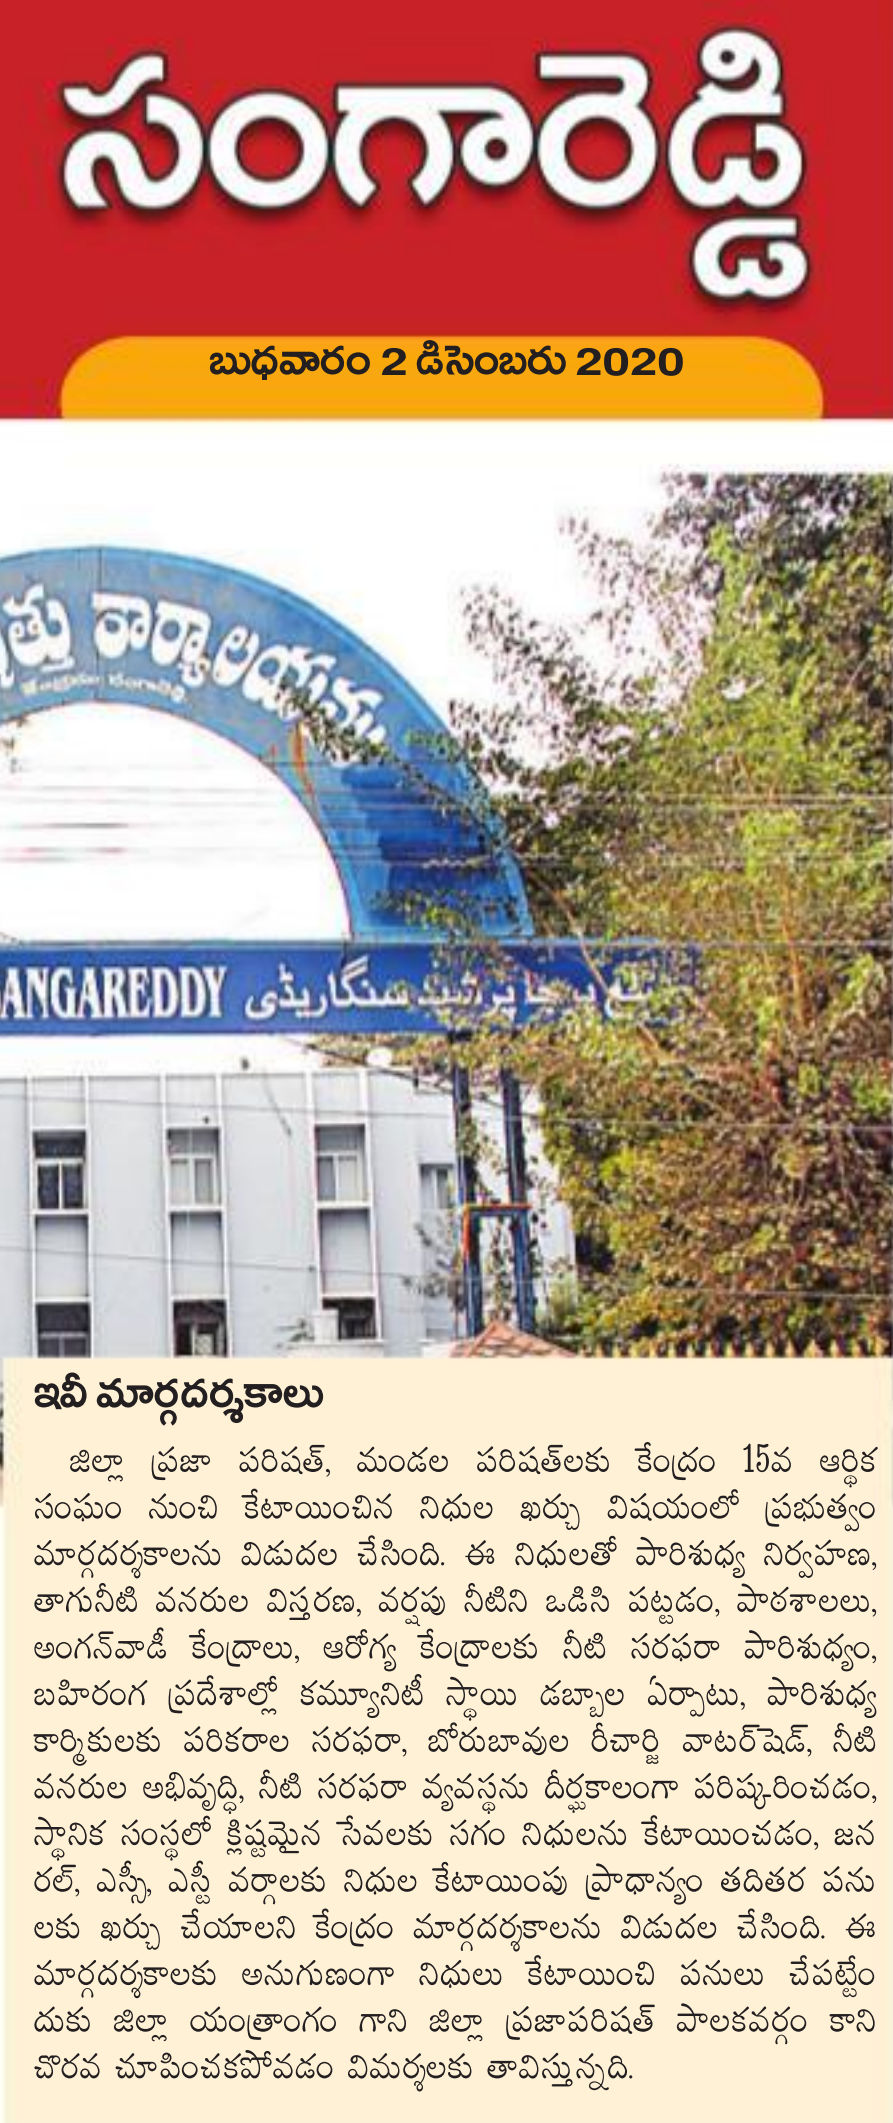 సంగారెడ్డి
బుధవారం 2 డిసెంబరు 2020
త్తు కార్యాలయము
ANGAREDDY سنگاریڈی
ఇవీ మార్గదర్శకాలు
జిల్లా ప్రజా పరిషత్, మండల పరిషత్‌లకు కేంద్రం 15వ ఆర్థిక
సంఘం నుంచి కేటాయించిన నిధుల ఖర్చు విషయంలో ప్రభుత్వం
మార్గదర్శకాలను విడుదల చేసింది. ఈ నిధులతో పారిశుధ్య నిర్వహణ,
తాగునీటి వనరుల విస్తరణ, వర్షపు నీటిని ఒడిసి పట్టడం, పాఠశాలలు,
అంగన్‌వాడీ కేంద్రాలు, ఆరోగ్య కేంద్రాలకు నీటి సరఫరా పారిశుధ్యం,
బహిరంగ ప్రదేశాల్లో కమ్యూనిటీ స్థాయి డబ్బాల ఏర్పాటు, పారిశుధ్య
కార్మికులకు పరికరాల సరఫరా, బోరుబావుల రీచార్జి వాటర్‌షెడ్, నీటి
వనరుల అభివృద్ధి, నీటి సరఫరా వ్యవస్థను దీర్ఘకాలంగా పరిష్కరించడం,
స్థానిక సంస్థలో క్లిష్టమైన సేవలకు సగం నిధులను కేటాయించడం, జన
రల్, ఎస్సీ, ఎస్టీ వర్గాలకు నిధుల కేటాయింపు ప్రాధాన్యం తదితర పను
లకు ఖర్చు చేయాలని కేంద్రం మార్గదర్శకాలను విడుదల చేసింది. ఈ
మార్గదర్శకాలకు అనుగుణంగా నిధులు కేటాయించి పనులు చేపట్టేం
దుకు జిల్లా యంత్రాంగం గాని జిల్లా ప్రజాపరిషత్ పాలకవర్గం కాని
చొరవ చూపించకపోవడం విమర్శలకు తావిస్తున్నది.